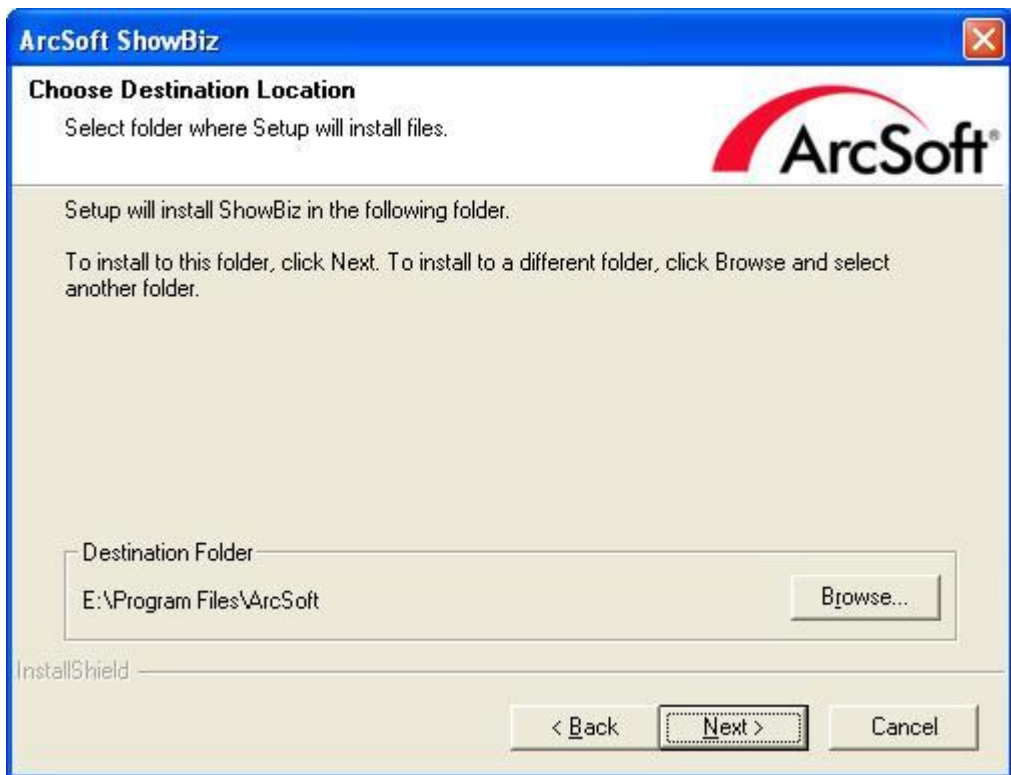 ArcSoft ShowBiz
Choose Destination Location
Select folder where Setup will install files.
ArcSoft®
Setup will install ShowBiz in the following folder.
To install to this folder, click Next. To install to a different folder, click Browse and select
another folder.
Destination Folder
E:\Program Files\ArcSoft
Browse...
InstallShield
< Back
Next >
Cancel